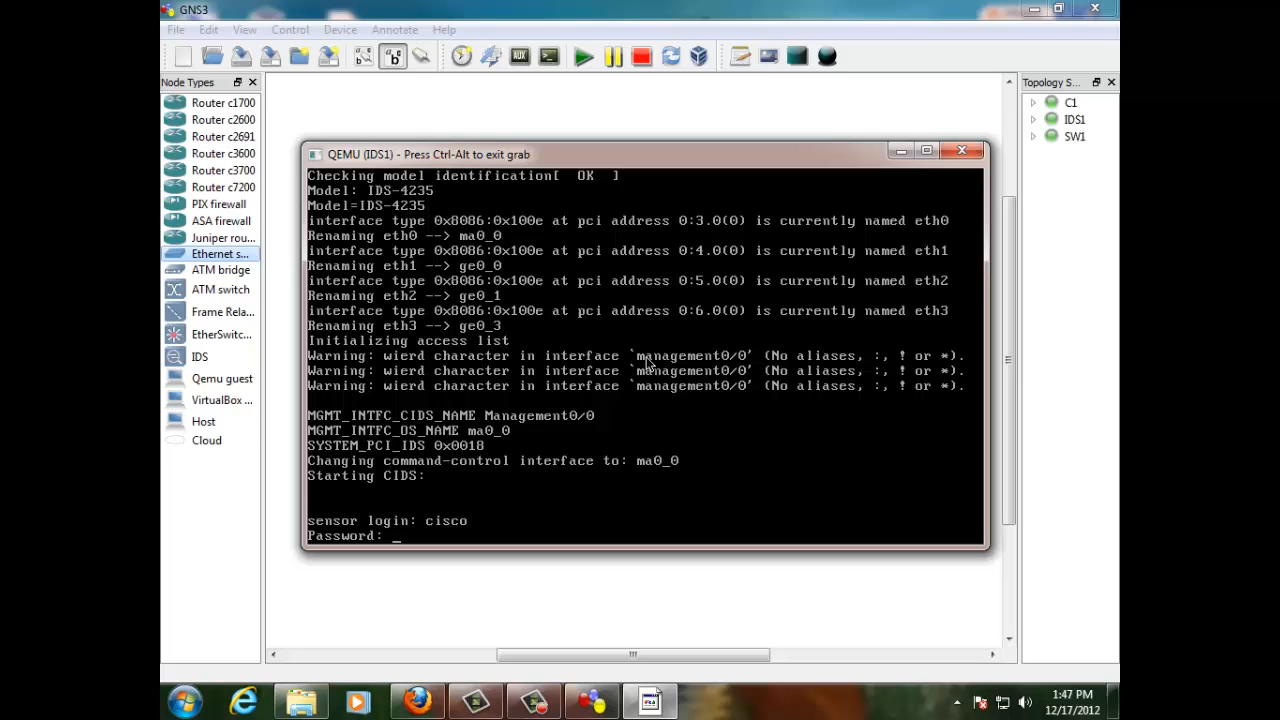 GNS3
File Edit View Control Device Annotate Help
Node Types
Router c1700
Router c2600
Router c2691
Router c3600
Router c3700
Router c7200
PIX firewall
ASA firewall
Juniper rou...
Ethernet s...
ATM bridge
ATM switch
Frame Rela...
EtherSwitc...
IDS
Qemu guest
VirtualBox ...
Host
Cloud
QEMU (IDS1) - Press Ctrl-Alt to exit grab
Checking model identification[ OK ]
Model: IDS-4235
Model=IDS-4235
interface type 0x8086:0x100e at pci address 0:3.0(0) is currently named eth0
Renaming eth0 --> ma0_0
interface type 0x8086:0x100e at pci address 0:4.0(0) is currently named eth1
Renaming eth1 --> ge0_0
interface type 0x8086:0x100e at pci address 0:5.0(0) is currently named eth2
Renaming eth2 --> ge0_1
interface type 0x8086:0x100e at pci address 0:6.0(0) is currently named eth3
Renaming eth3 --> ge0_3
Initializing access list
Warning: wierd character in interface `management0/0' (No aliases, :, ! or *).
Warning: wierd character in interface `management0/0' (No aliases, :, ! or *).
Warning: wierd character in interface `management0/0' (No aliases, :, ! or *).
MGMT_INTFC_CIDS_NAME Management0/0
MGMT_INTFC_OS_NAME ma0_0
SYSTEM_PCI_IDS 0x0018
Changing command-control interface to: ma0_0
Starting CIDS:
sensor login: cisco
Password: _
Topology S...
C1
IDS1
SW1
1:47 PM
12/17/2012